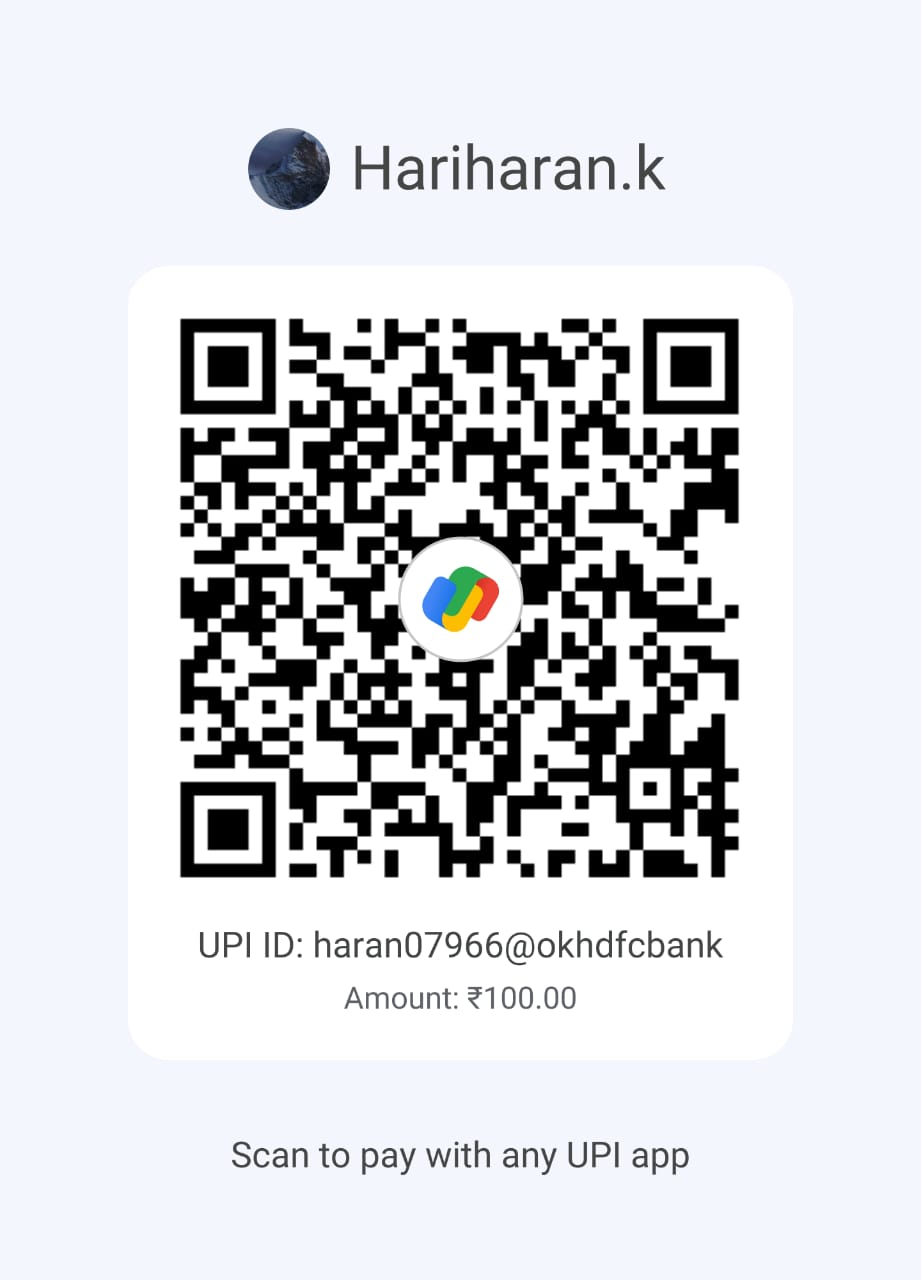 Hariharan.k
UPI ID: haran07966@okhdfcbank
Amount: ₹100.00
Scan to pay with any UPI app